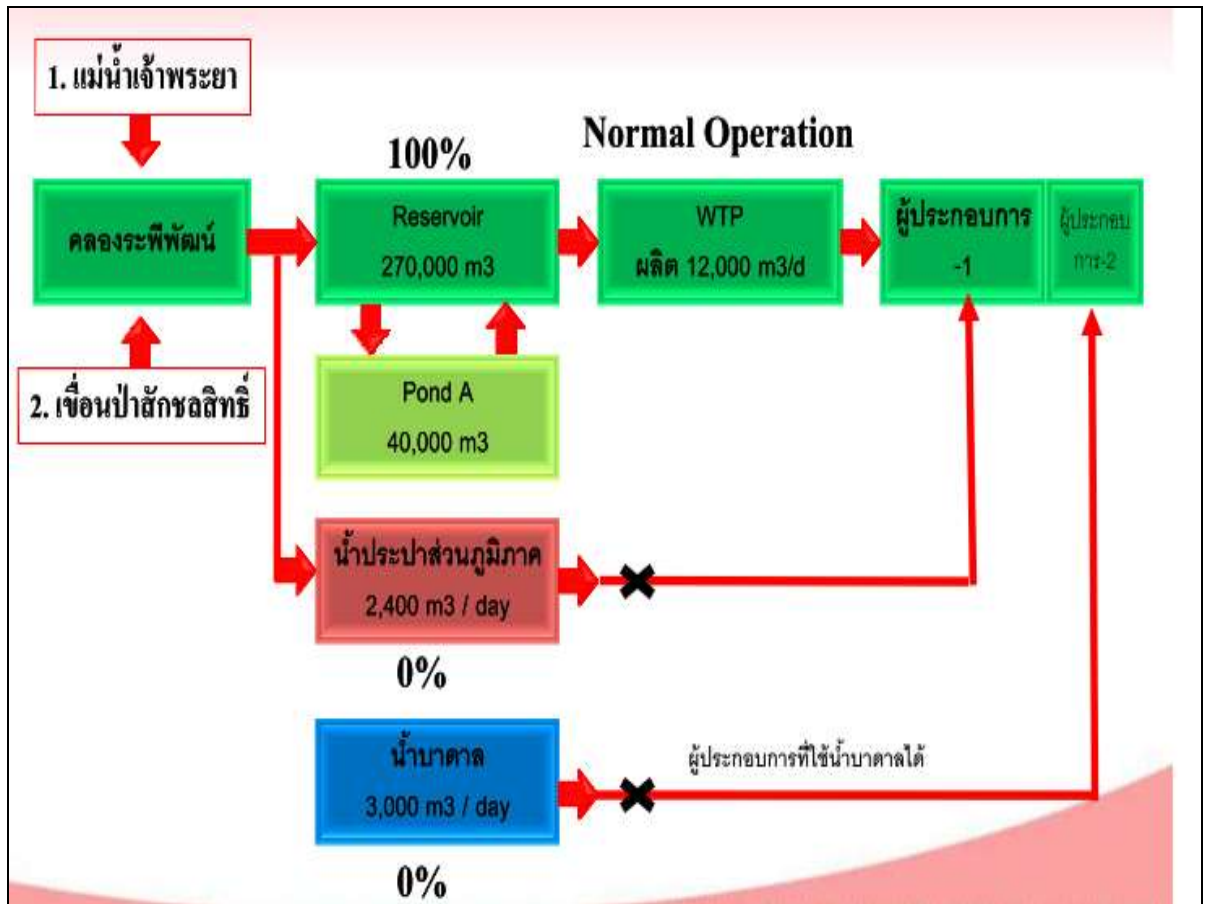 1. แม่น้ำเจ้าพระยา
Normal Operation
100%
คลองระพีพัฒน์
Reservoir
270,000 m3
WTP
ผลิต 12,000 m3/d
ผู้ประกอบการ
-1
ผู้ประกอบ
การ-2
2. เขื่อนป่าสักชลสิทธิ์
Pond A
40,000 m3
น้ำประปาส่วนภูมิภาค
2,400 m3 / day
0%
น้ำบาดาล
3,000 m3 / day
ผู้ประกอบการที่ใช้น้ำบาดาลได้
0%